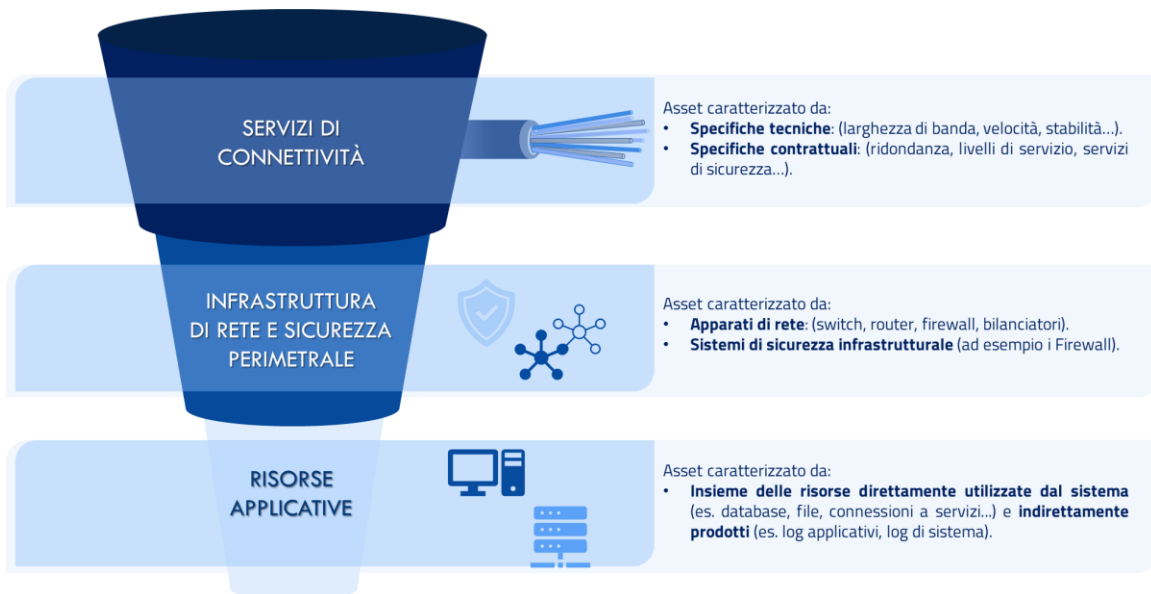 SERVIZI DI
CONNETTIVITÀ
Asset caratterizzato da:
• Specifiche tecniche: (larghezza di banda, velocità, stabilità...).
• Specifiche contrattuali: (ridondanza, livelli di servizio, servizi
di sicurezza...).
INFRASTRUTTURA
DI RETE E SICUREZZA
PERIMETRALE
Asset caratterizzato da:
• Apparati di rete: (switch, router, firewall, bilanciatori).
• Sistemi di sicurezza infrastrutturale (ad esempio i Firewall).
RISORSE
APPLICATIVE
Asset caratterizzato da:
• Insieme delle risorse direttamente utilizzate dal sistema
(es. database, file, connessioni a servizi...) e indirettamente
prodotti (es. log applicativi, log di sistema).